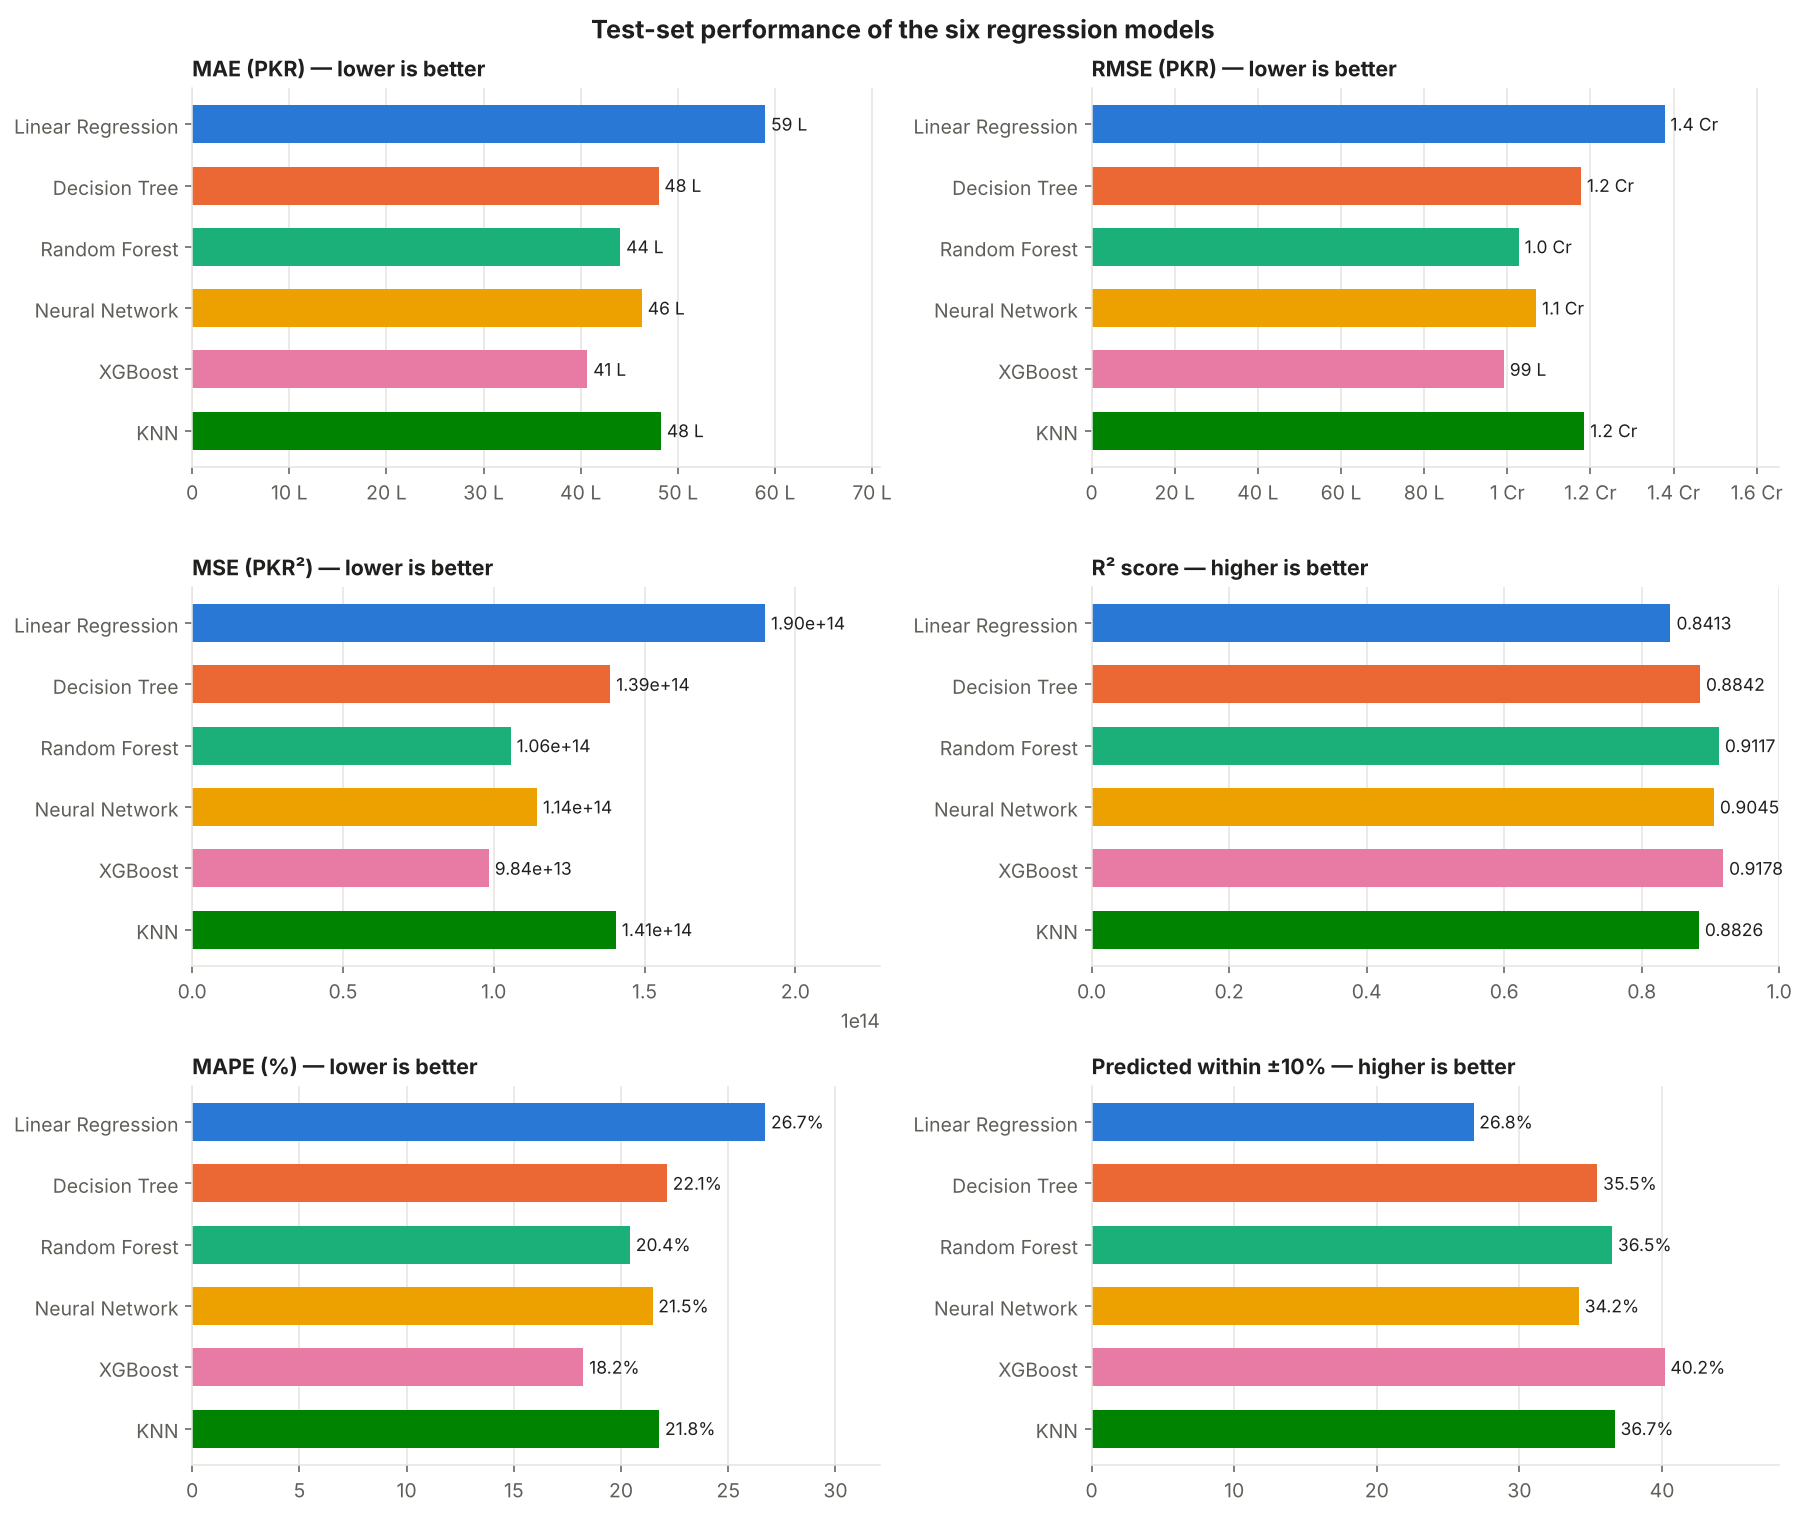 Test-set performance of the six regression models
MAE (PKR) — lower is better
Linear Regression
59 L
Decision Tree
48 L
Random Forest
44 L
Neural Network
46 L
XGBoost
41 L
KNN
48 L
0 10 L 20 L 30 L 40 L 50 L 60 L 70 L
RMSE (PKR) — lower is better
Linear Regression
1.4 Cr
Decision Tree
1.2 Cr
Random Forest
1.0 Cr
Neural Network
1.1 Cr
XGBoost
99 L
KNN
1.2 Cr
0 20 L 40 L 60 L 80 L 1 Cr 1.2 Cr 1.4 Cr 1.6 Cr
MSE (PKR²) — lower is better
Linear Regression
1.90e+14
Decision Tree
1.39e+14
Random Forest
1.06e+14
Neural Network
1.14e+14
XGBoost
9.84e+13
KNN
1.41e+14
0.0 0.5 1.0 1.5 2.0
1e14
R² score — higher is better
Linear Regression
0.8413
Decision Tree
0.8842
Random Forest
0.9117
Neural Network
0.9045
XGBoost
0.9178
KNN
0.8826
0.0 0.2 0.4 0.6 0.8 1.0
MAPE (%) — lower is better
Linear Regression
26.7%
Decision Tree
22.1%
Random Forest
20.4%
Neural Network
21.5%
XGBoost
18.2%
KNN
21.8%
0 5 10 15 20 25 30
Predicted within ±10% — higher is better
Linear Regression
26.8%
Decision Tree
35.5%
Random Forest
36.5%
Neural Network
34.2%
XGBoost
40.2%
KNN
36.7%
0 10 20 30 40